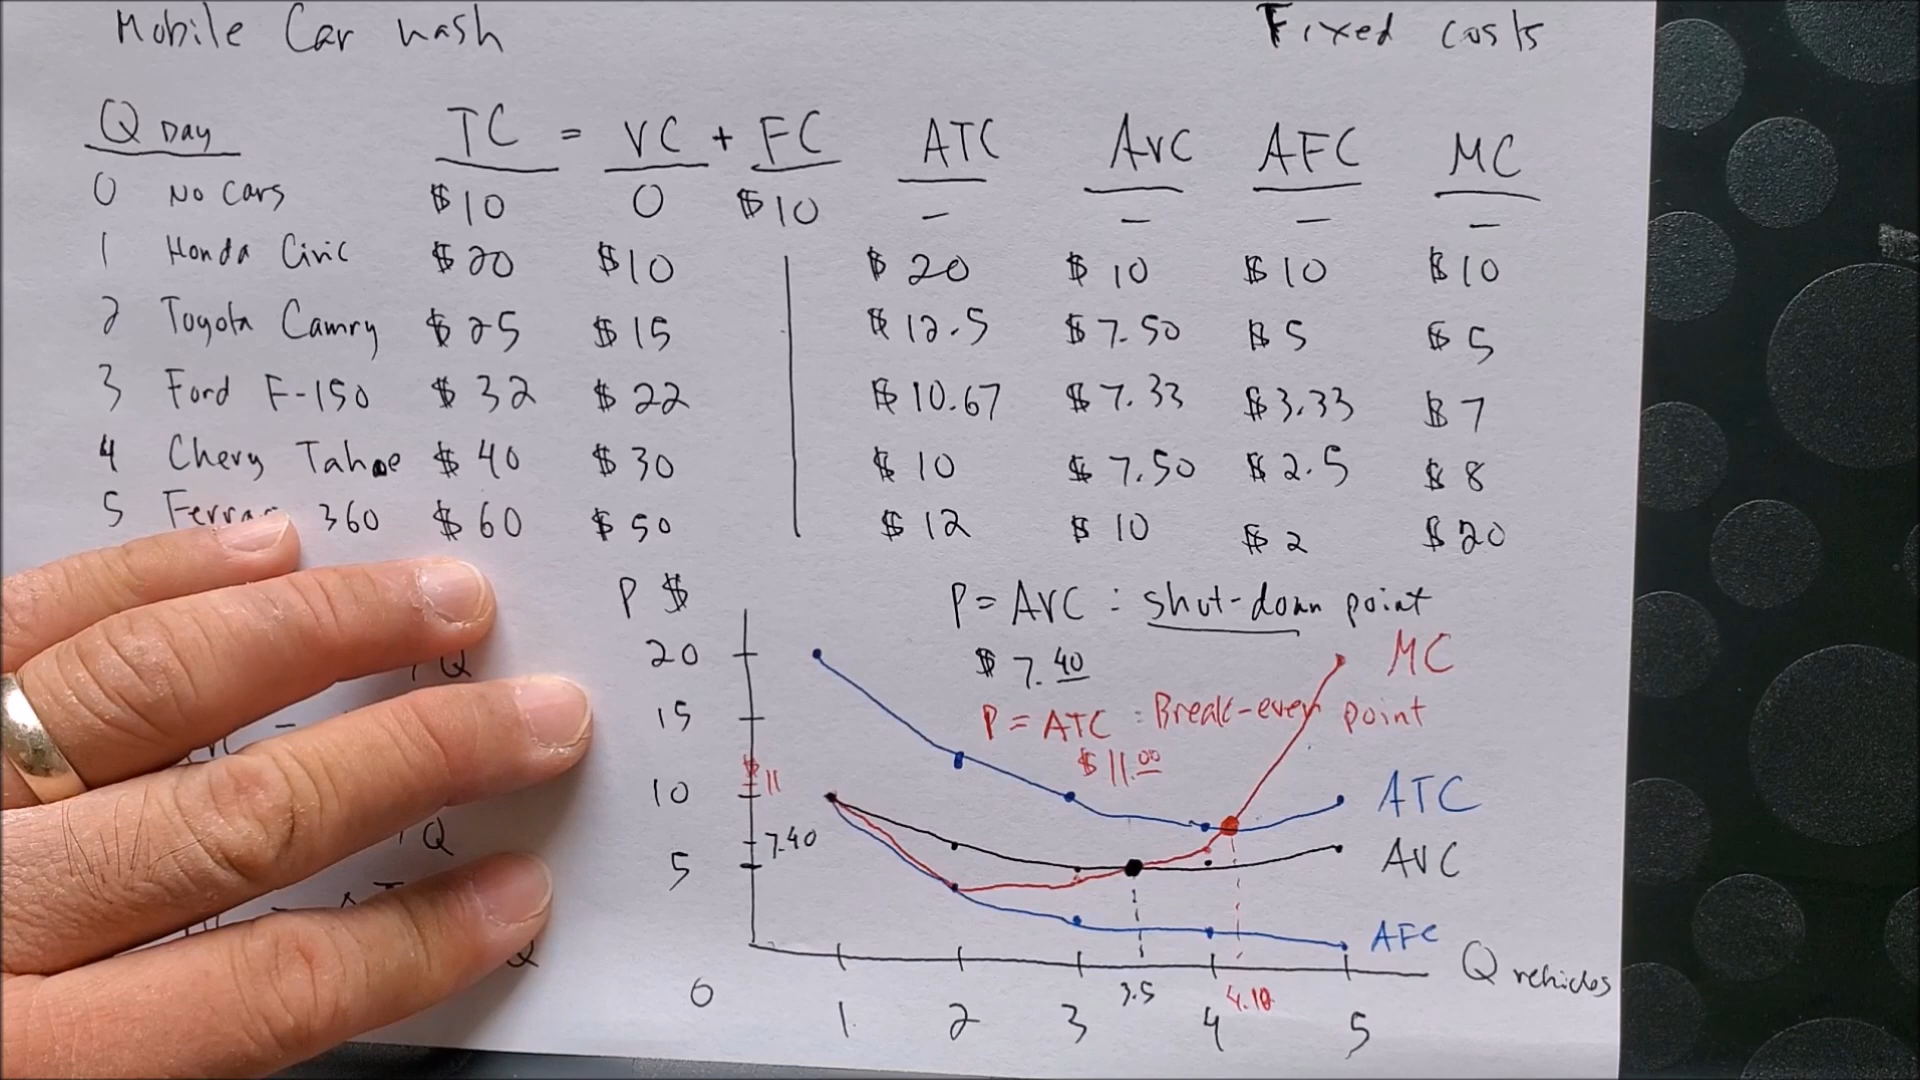 Mobile Car Wash Fixed costs
Q Day TC = VC + FC ATC AVC AFC MC
0 No Cars $10 0 $10 – – – –
1 Honda Civic $20 $10 $20 $10 $10 $10
2 Toyota Camry $25 $15 $12.5 $7.50 $5 $5
3 Ford F-150 $32 $22 $10.67 $7.33 $3.33 $7
4 Chevy Tahoe $40 $30 $10 $7.50 $2.5 $8
5 360 $60 $50 $12 $10 $2 $20
P $ P = AVC : shut-down point
20 $7.40 MC
15 P = ATC : Break-even point
$11.00
$11
10 ATC
7.40
5 AVC
AFC
Q vehicles
0 1 2 3 3.5 4 4.10 5
Q
Q
Q